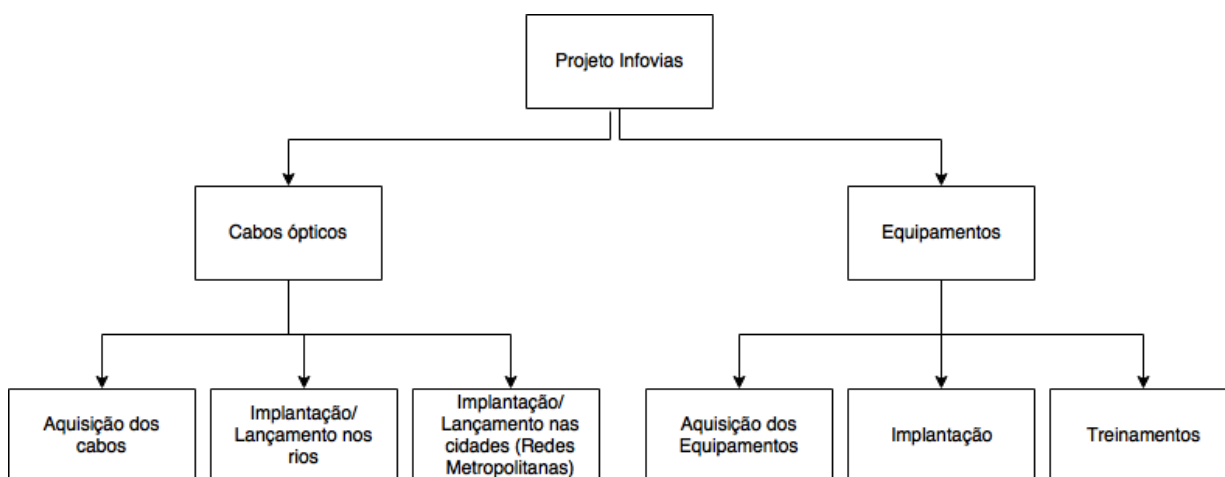 Projeto Infovias
Cabos ópticos
Equipamentos
Aquisição dos
cabos
Implantação/
Lançamento nos
rios
Implantação/
Lançamento nas
cidades (Redes
Metropolitanas)
Aquisição dos
Equipamentos
Implantação
Treinamentos